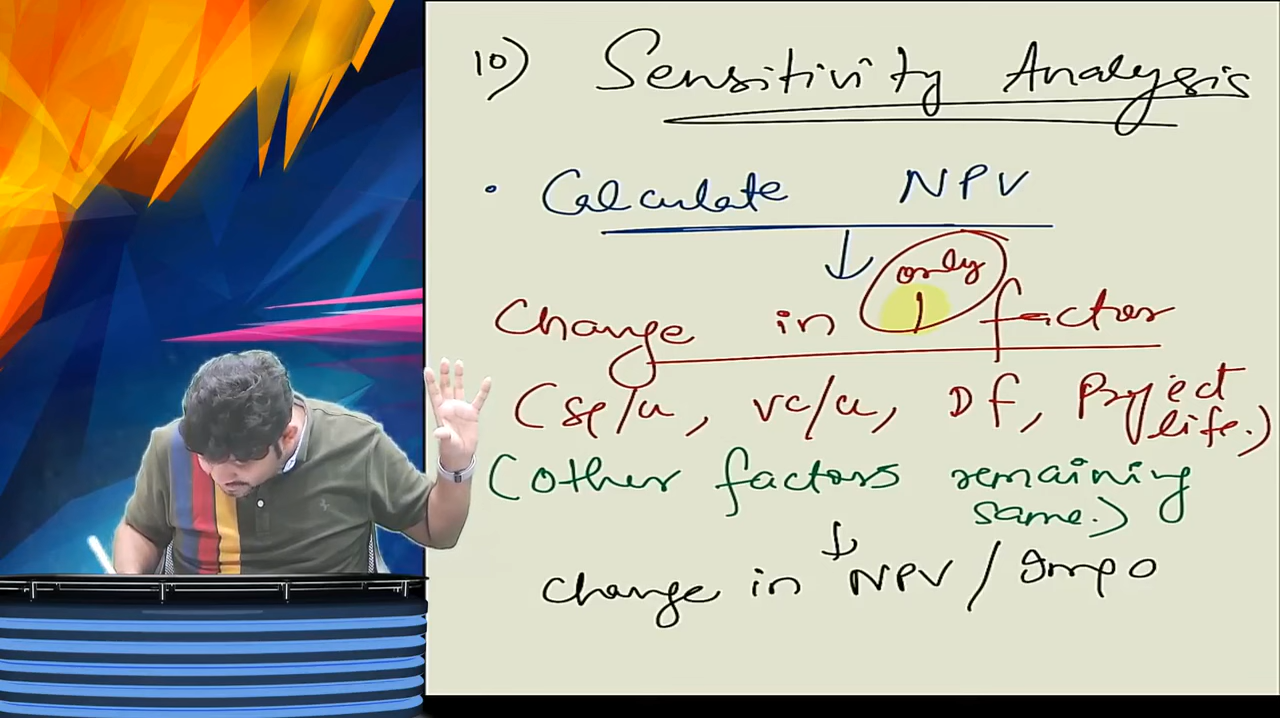 10) Sensitivity Analysis
• Calculate NPV
↓ only
Change in 1 factor
(SP/u, VC/u, Df, Project
life.)
(other factors remaining
same.)
↓
Change in NPV / Impa